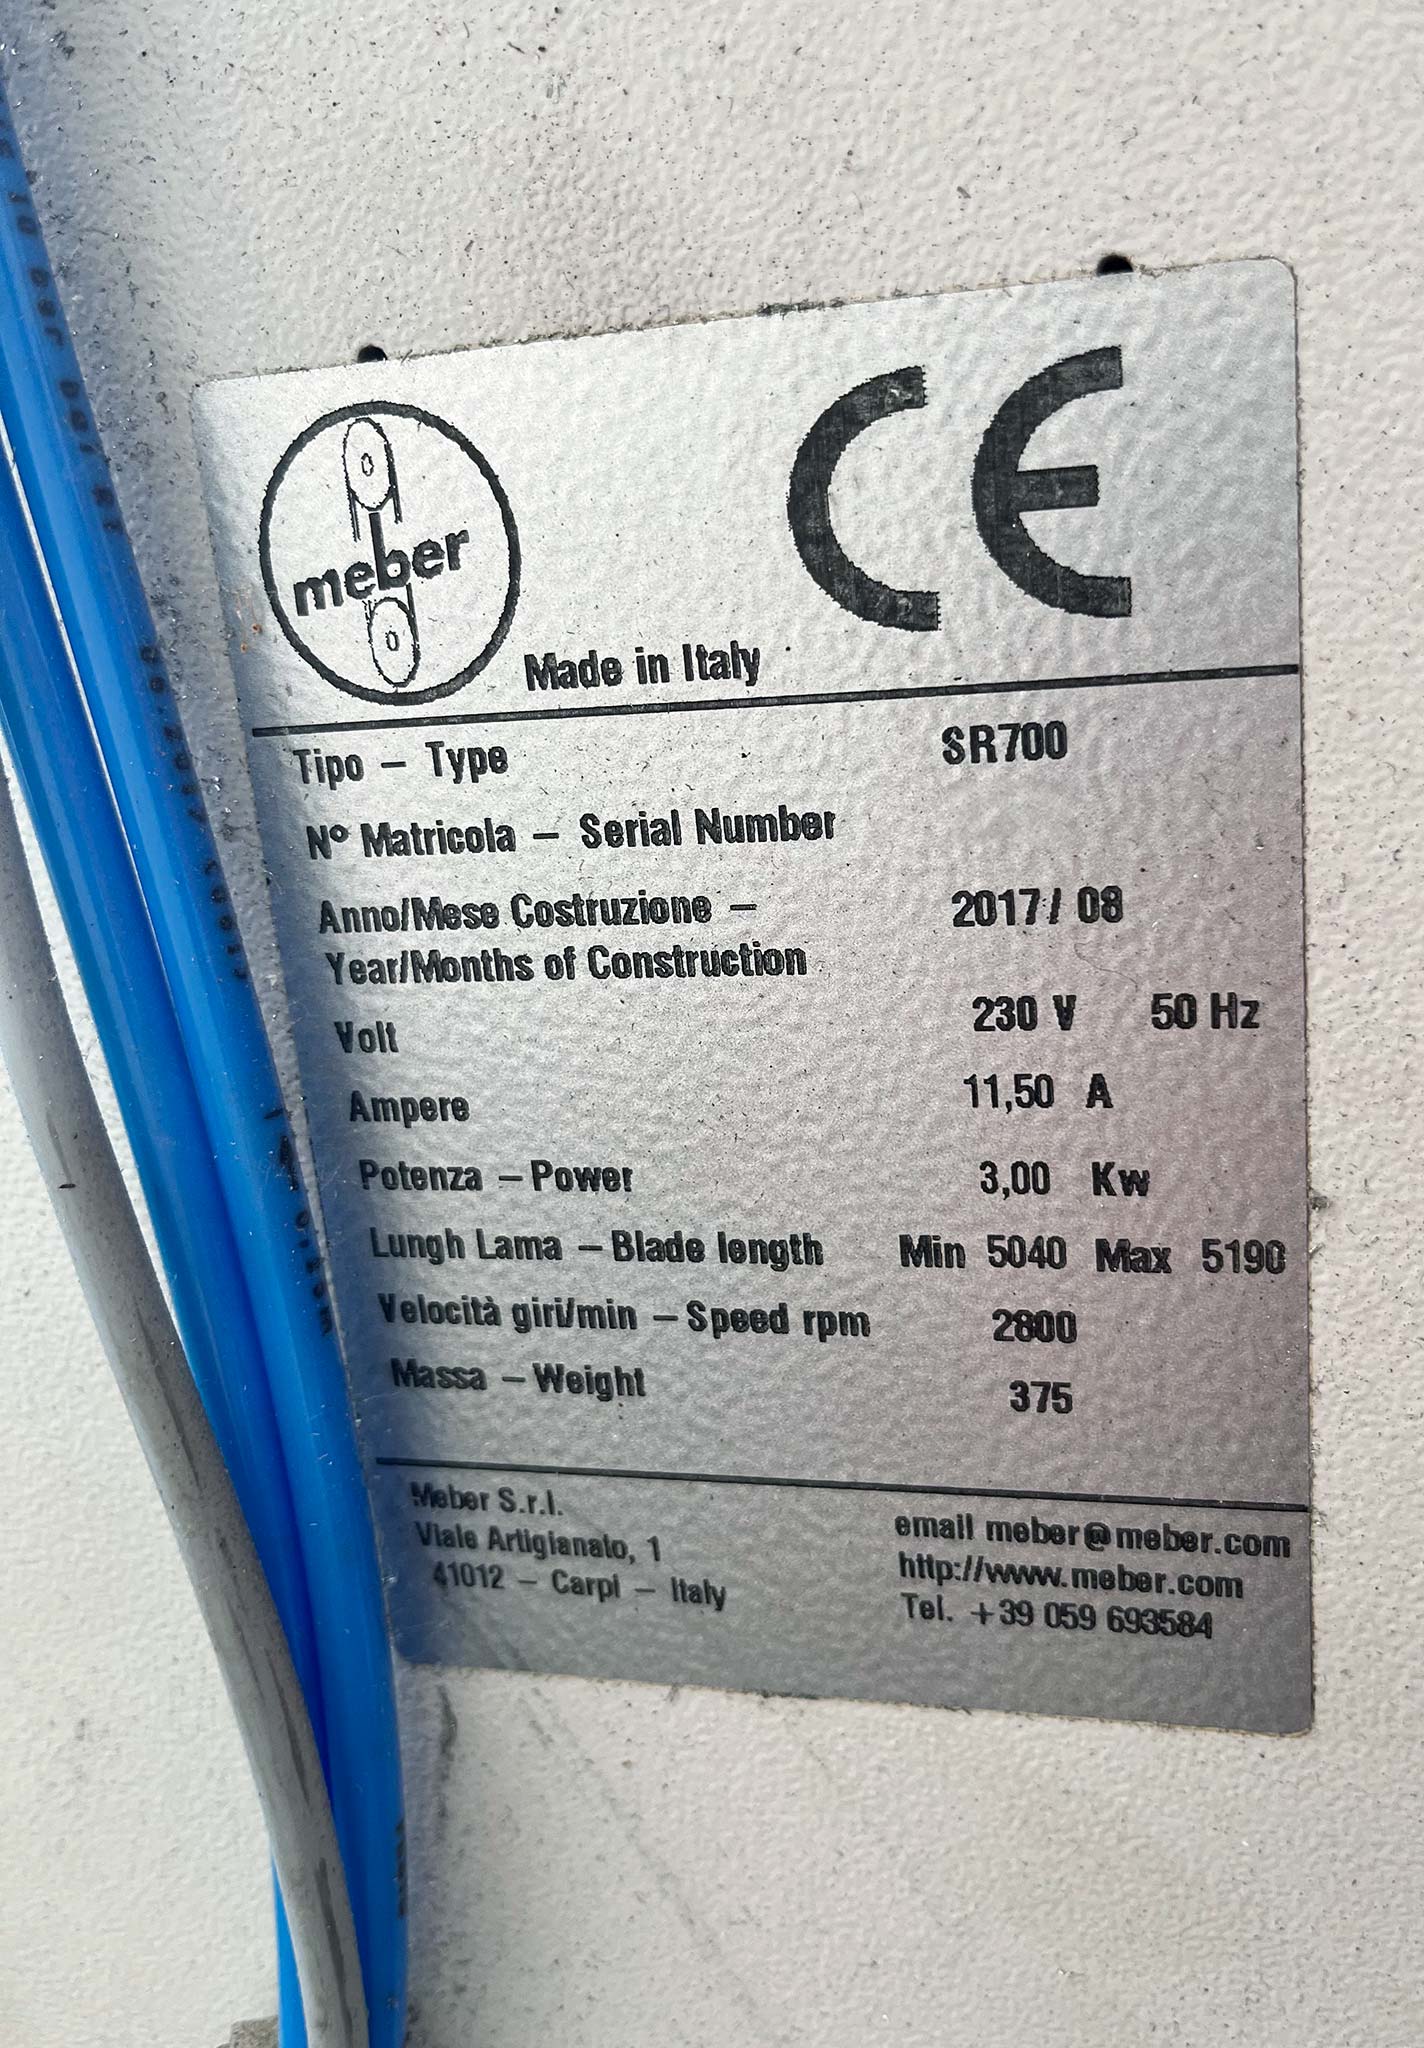 meber
Made in Italy
CE
Tipo – Type SR700
N° Matricola – Serial Number
Anno/Mese Costruzione – 2017/ 08
Year/Months of Construction
Volt 230 V 50 Hz
Ampere 11,50 A
Potenza – Power 3,00 Kw
Lungh Lama – Blade length Min 5040 Max 5190
Velocità giri/min – Speed rpm 2800
Massa – Weight 375
Meber S.r.l.
Viale Artigianato, 1
41012 – Carpi – Italy
email meber@meber.com
http://www.meber.com
Tel. +39 059 693584